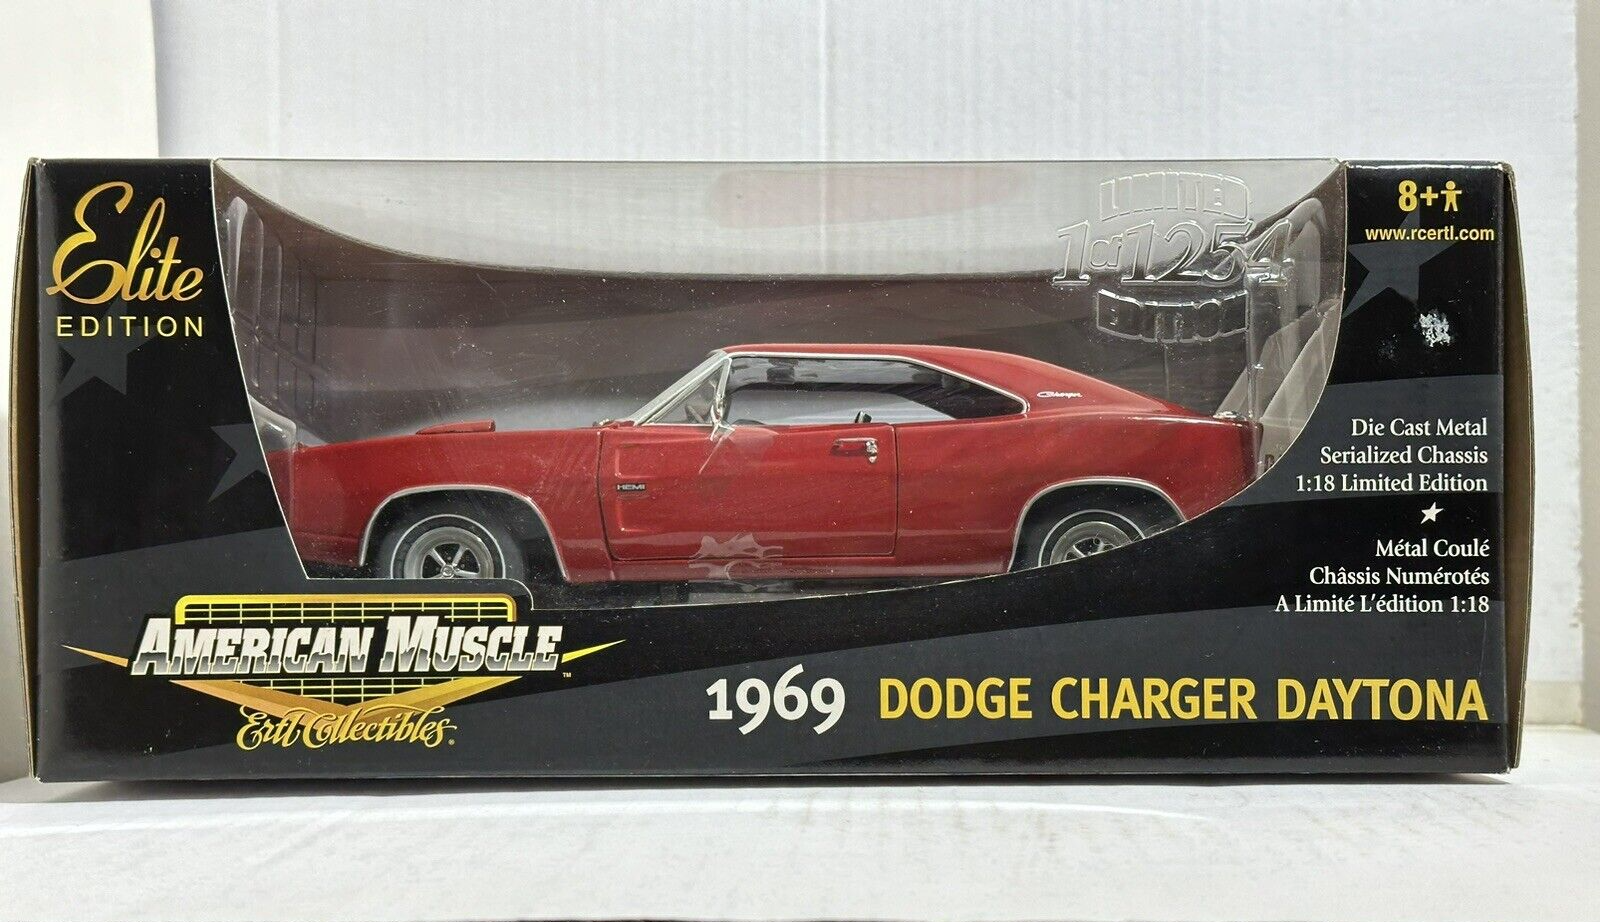 Elite
EDITION
LIMITED
1 of 1254
EDITION
8+
www.rcertl.com
Charger
HEMI
Die Cast Metal
Serialized Chassis
1:18 Limited Edition
Métal Coulé
Châssis Numérotés
A Limité L'édition 1:18
AMERICAN MUSCLE™
Ertl Collectibles®
1969 DODGE CHARGER DAYTONA